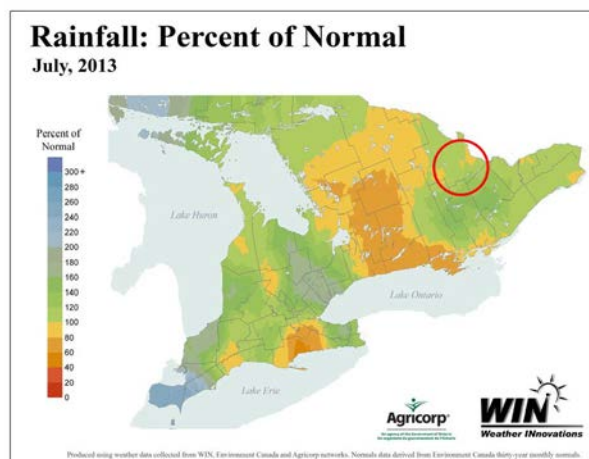 Rainfall: Percent of Normal
July, 2013
Percent of
Normal
300 +
280
260
240
220
200
180
160
140
120
100
80
60
40
20
0
Lake Huron
Lake Ontario
Lake Erie
Agricorp
WIN
Weather INnovations
Produced using weather data collected from WIN, Environment Canada and Agricorp networks. Normals data derived from Environment Canada thirty-year monthly normals.